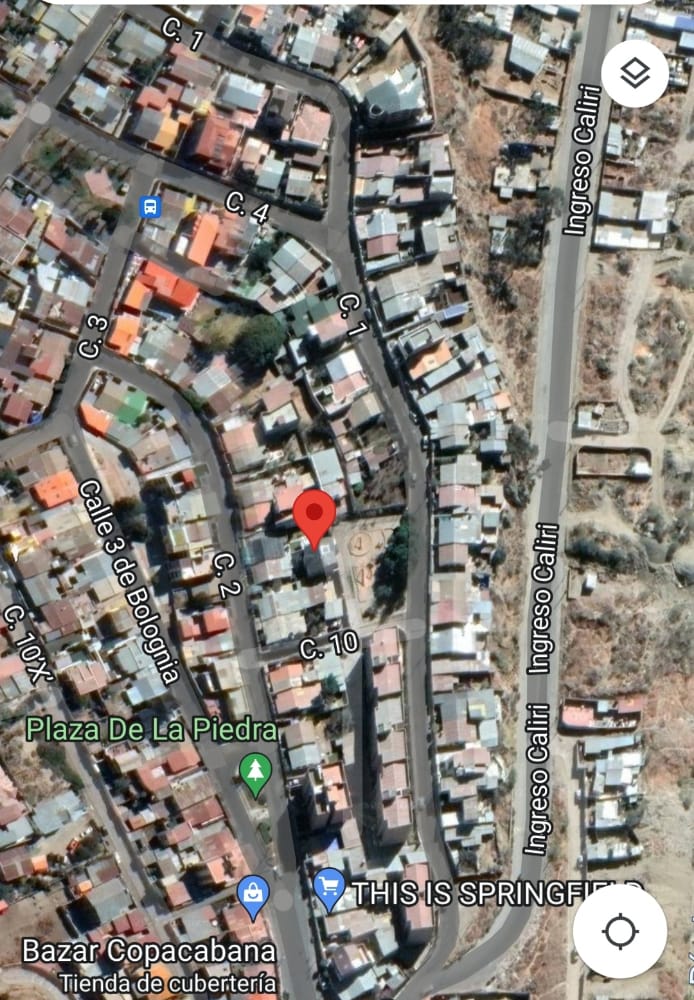 C. 1
Ingreso Caliri
C. 4
C. 1
C. 3
Calle 3 de Bolognia
C. 2
Ingreso Caliri
C. 10X
C. 10
Plaza De La Piedra
Ingreso Caliri
THIS IS SPRINGFIELD
Bazar Copacabana
Tienda de cubertería